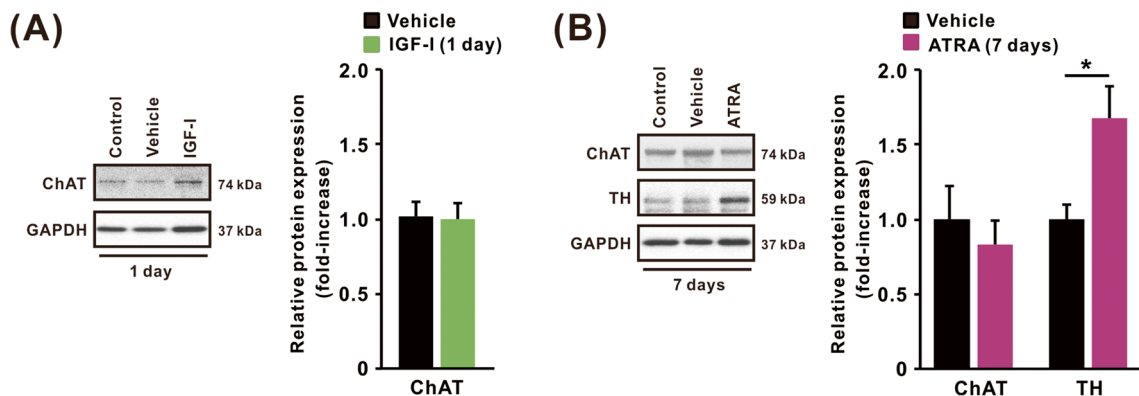 (A)
Control
Vehicle
IGF-I
ChAT
74 kDa
GAPDH
37 kDa
1 day
Vehicle
IGF-I (1 day)
Relative protein expression
(fold-increase)
2.0
1.5
1.0
0.5
0
ChAT
(B)
Control
Vehicle
ATRA
ChAT
74 kDa
TH
59 kDa
GAPDH
37 kDa
7 days
Vehicle
ATRA (7 days)
Relative protein expression
(fold-increase)
2.0
1.5
1.0
0.5
0
*
ChAT
TH